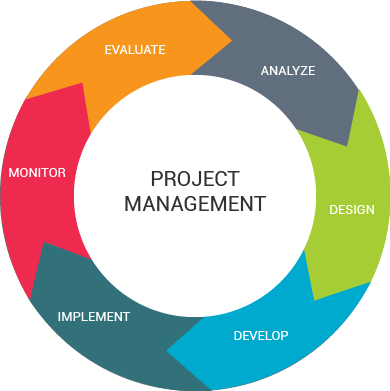 EVALUATE
ANALYZE
MONITOR
PROJECT
MANAGEMENT
DESIGN
IMPLEMENT
DEVELOP